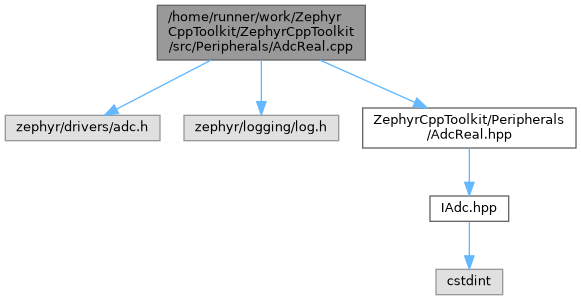 /home/runner/work/Zephyr
CppToolkit/ZephyrCppToolkit
/src/Peripherals/AdcReal.cpp
zephyr/drivers/adc.h
zephyr/logging/log.h
ZephyrCppToolkit/Peripherals
/AdcReal.hpp
IAdc.hpp
cstdint